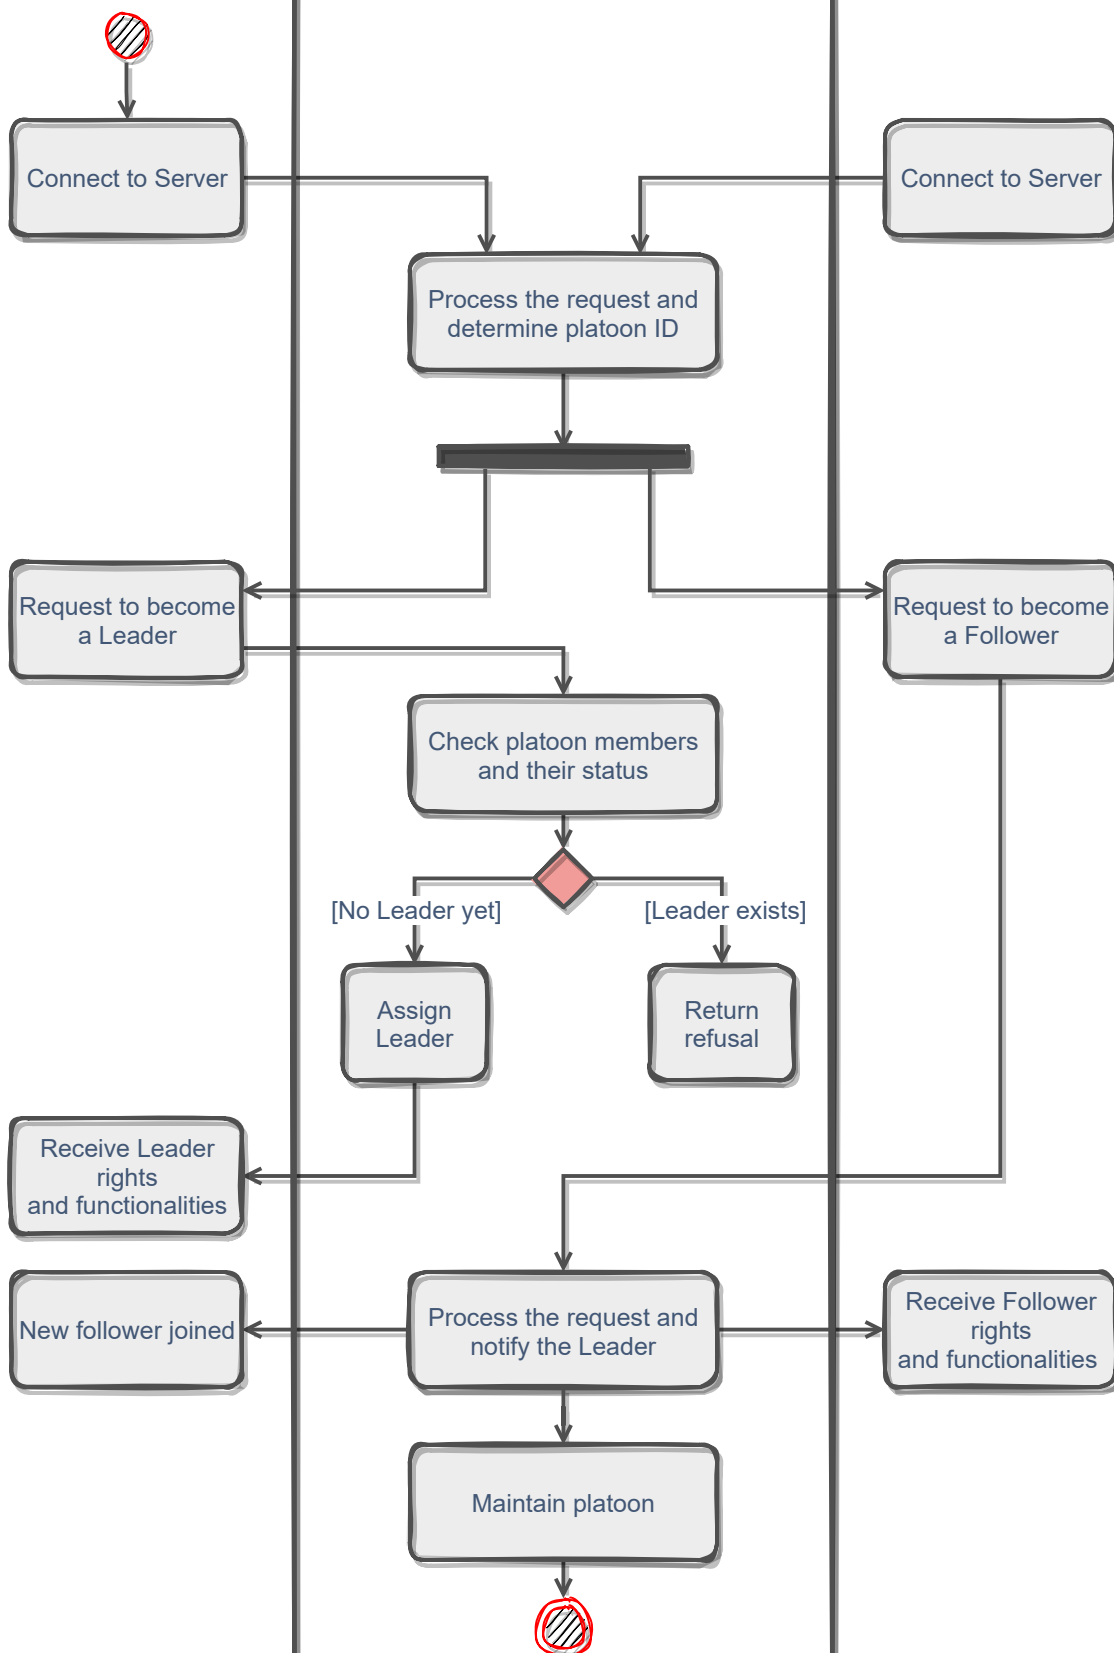 Connect to Server
Connect to Server
Process the request and
determine platoon ID
Request to become
a Leader
Request to become
a Follower
Check platoon members
and their status
[No Leader yet]
[Leader exists]
Assign
Leader
Return
refusal
Receive Leader
rights
and functionalities
New follower joined
Process the request and
notify the Leader
Receive Follower
rights
and functionalities
Maintain platoon